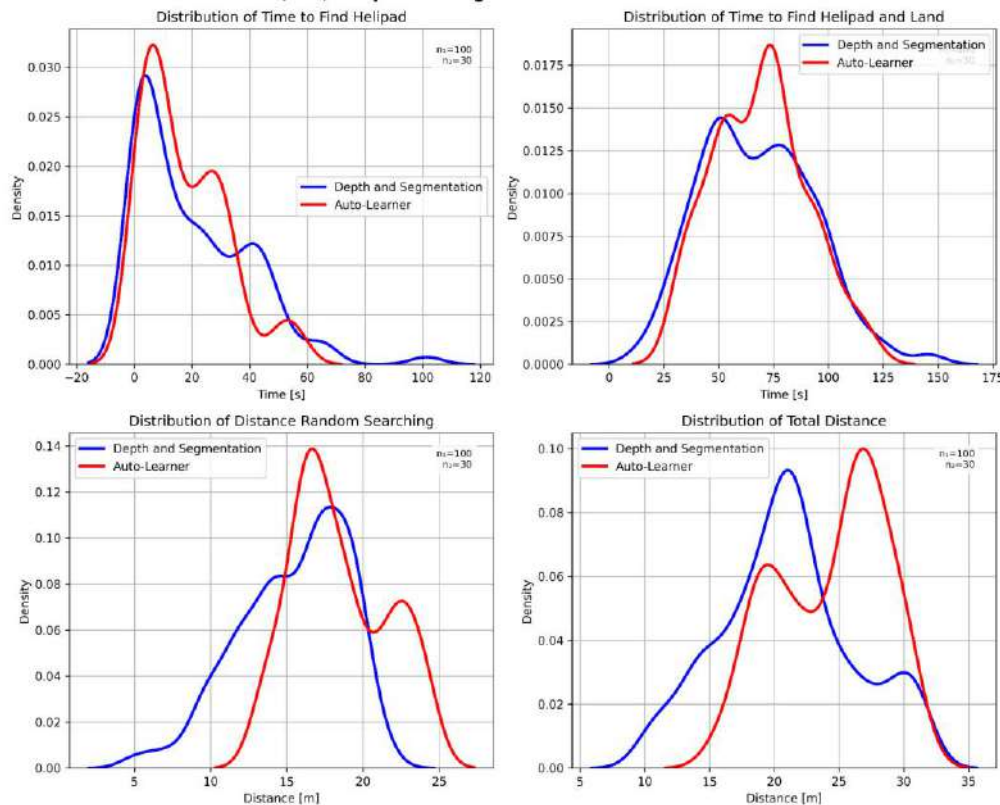 Distribution of Time to Find Helipad
Density
0.030
0.025
0.020
0.015
0.010
0.005
0.000
n₁=100
n₂=30
Depth and Segmentation
Auto-Learner
−20 0 20 40 60 80 100 120
Time [s]
Distribution of Time to Find Helipad and Land
Density
0.0175
0.0150
0.0125
0.0100
0.0075
0.0050
0.0025
0.0000
Depth and Segmentation
Auto-Learner
0 25 50 75 100 125 150 175
Time [s]
Distribution of Distance Random Searching
Density
0.14
0.12
0.10
0.08
0.06
0.04
0.02
0.00
Depth and Segmentation
Auto-Learner
n₁=100
n₂=30
5 10 15 20 25
Distance [m]
Distribution of Total Distance
Density
0.10
0.08
0.06
0.04
0.02
0.00
Depth and Segmentation
Auto-Learner
n₁=100
n₂=30
5 10 15 20 25 30 35
Distance [m]